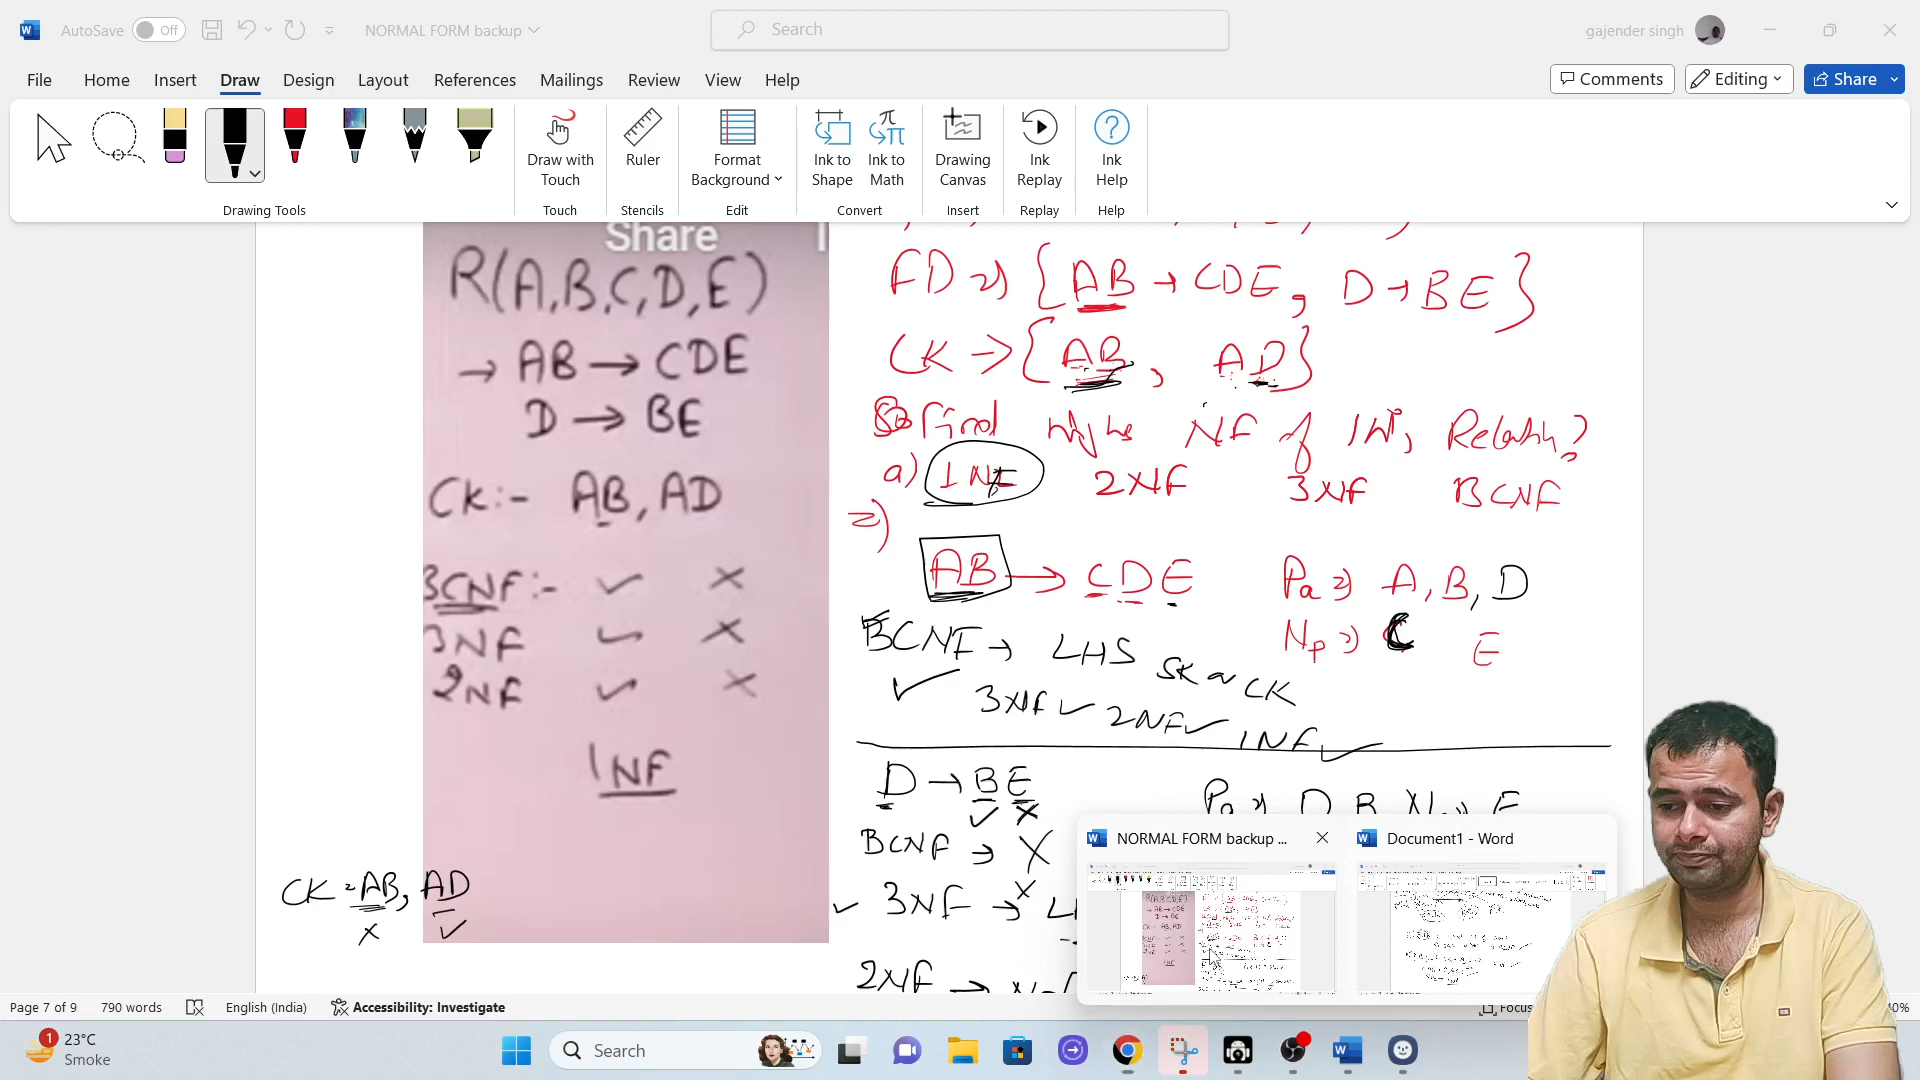 AutoSave Off NORMAL FORM backup Search gajender singh
File Home Insert Draw Design Layout References Mailings Review View Help Comments Editing Share
Draw with Touch
Ruler
Format Background
Ink to Shape
Ink to Math
Drawing Canvas
Ink Replay
Ink Help
Drawing Tools Touch Stencils Edit Convert Insert Replay Help
Share
R(A,B,C,D,E)
→ AB → CDE
D → BE
CK:- AB, AD
BCNF:- ✓ ×
3NF ✓ ×
2NF ✓ ×
1NF
CK = AB, AD
× ✓
FD ⇒ { AB → CDE, D → BE }
CK → { AB, AD }
Find NF of
a) 1NF 2NF 3NF BCNF
⇒)
AB → CDE
Pa ⇒ A, B, D
Np ⇒ C E
BCNF → LHS SK or CK
✓ 3NF ✓ 2NF ✓ 1NF ✓
D → BE
✓ ×
Pa ⇒ D B Np ⇒ E
BCNF → ×
✓ 3NF → ×
2NF →
NORMAL FORM backup ...
Document1 - Word
Page 7 of 9 790 words English (India) Accessibility: Investigate Focus
1
23°C
Smoke
Search